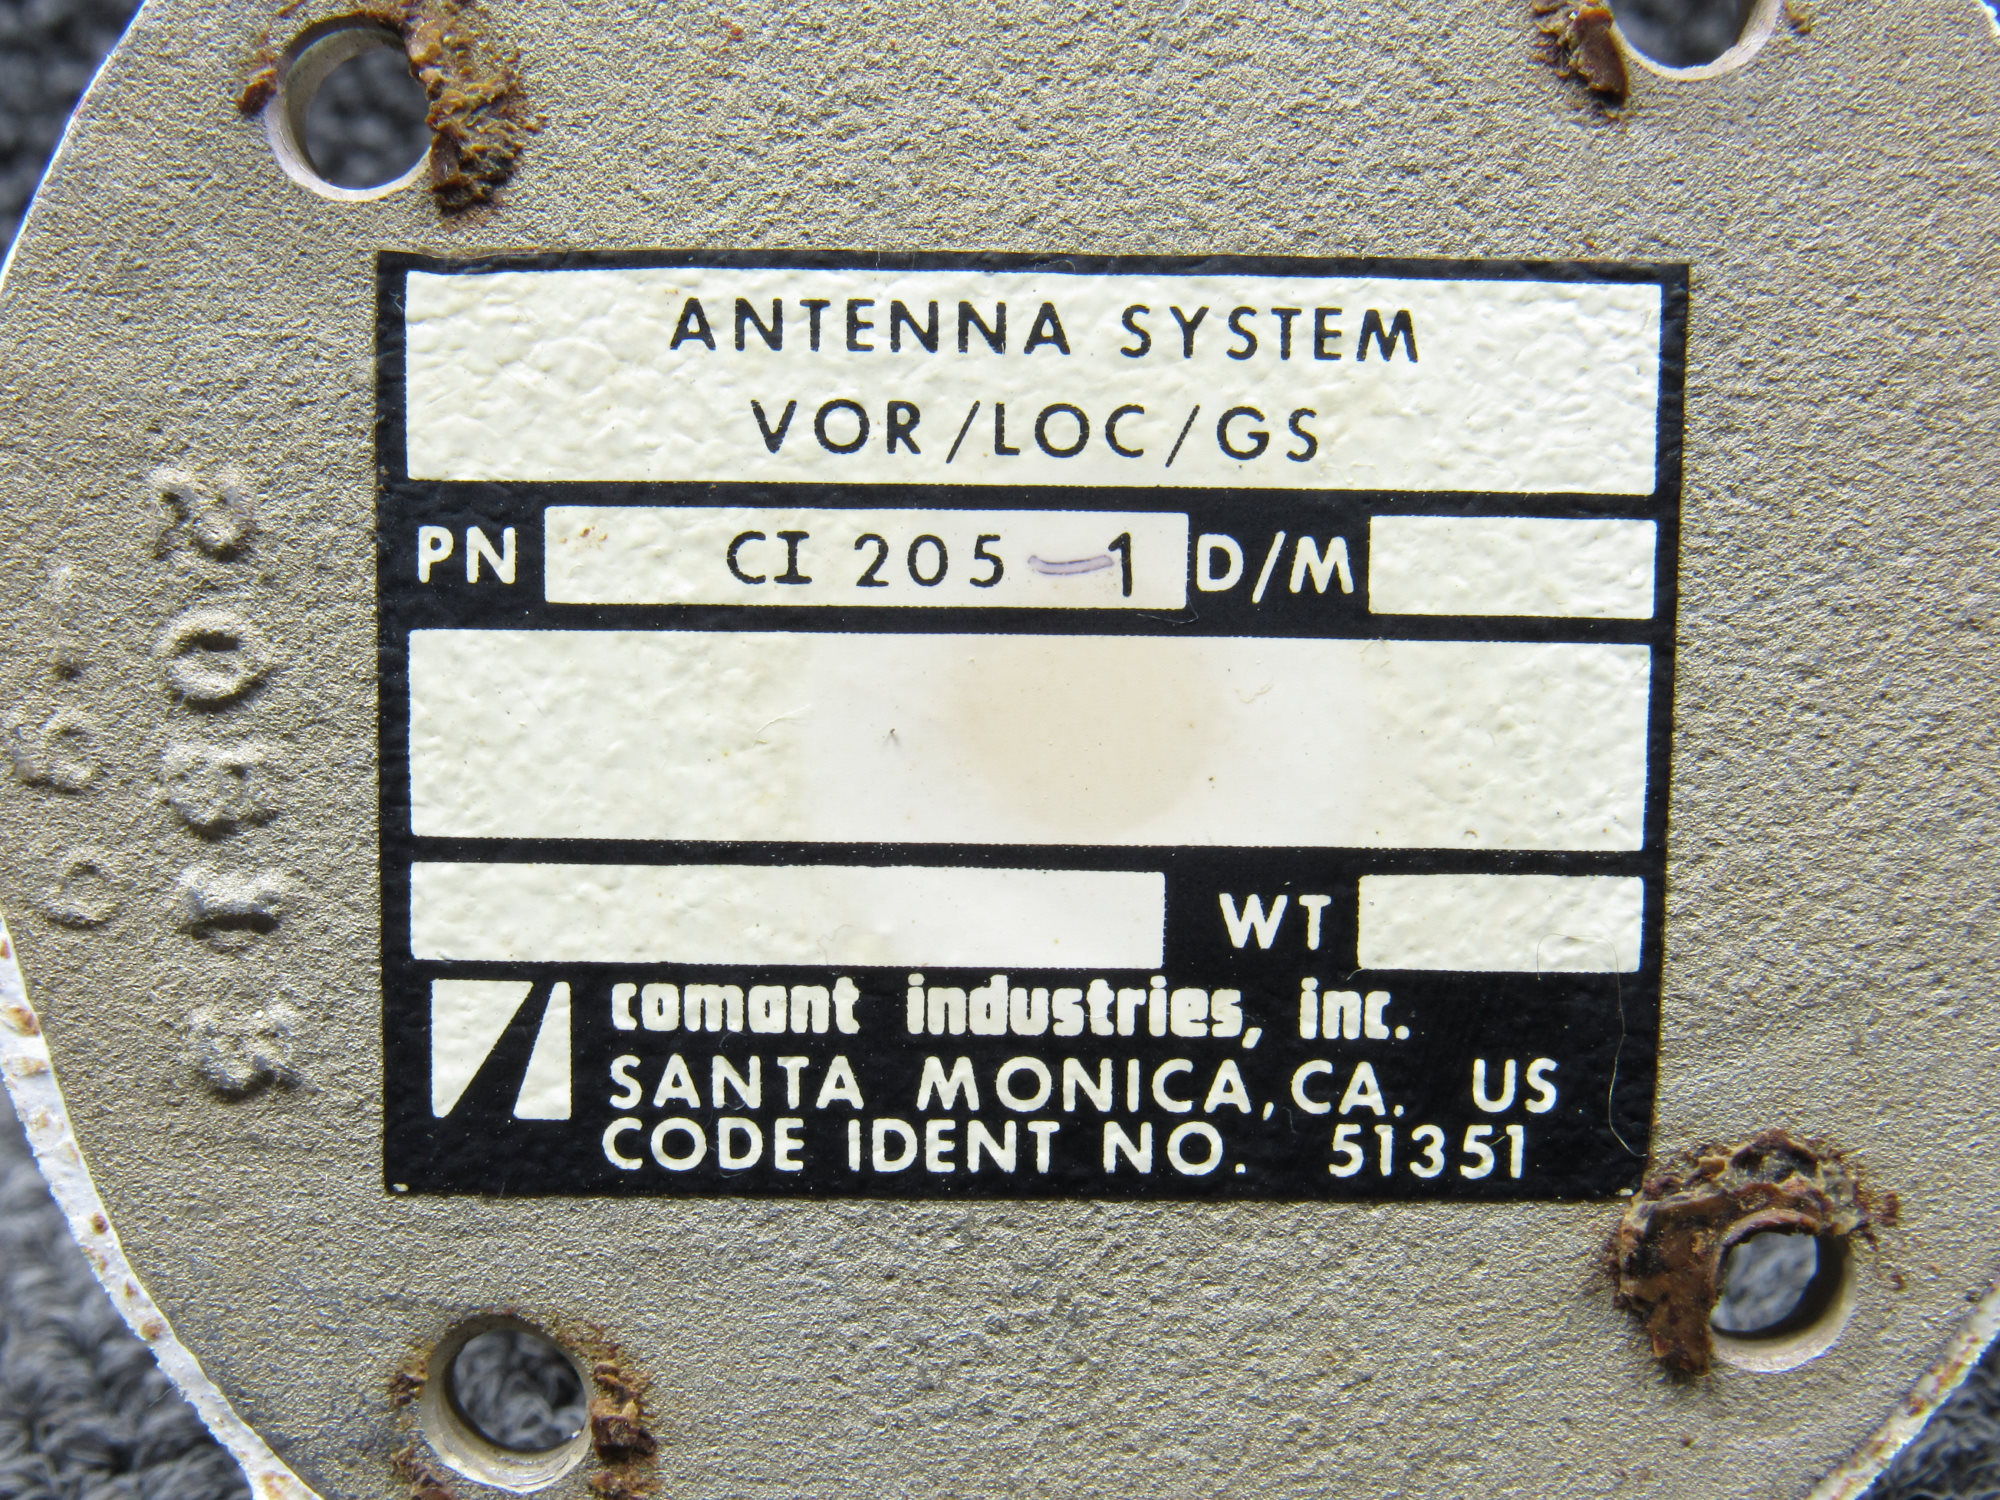 ANTENNA SYSTEM
VOR/LOC/GS
PN CI 205-1 D/M
WT
comant industries, inc.
SANTA MONICA, CA. US
CODE IDENT NO. 51351